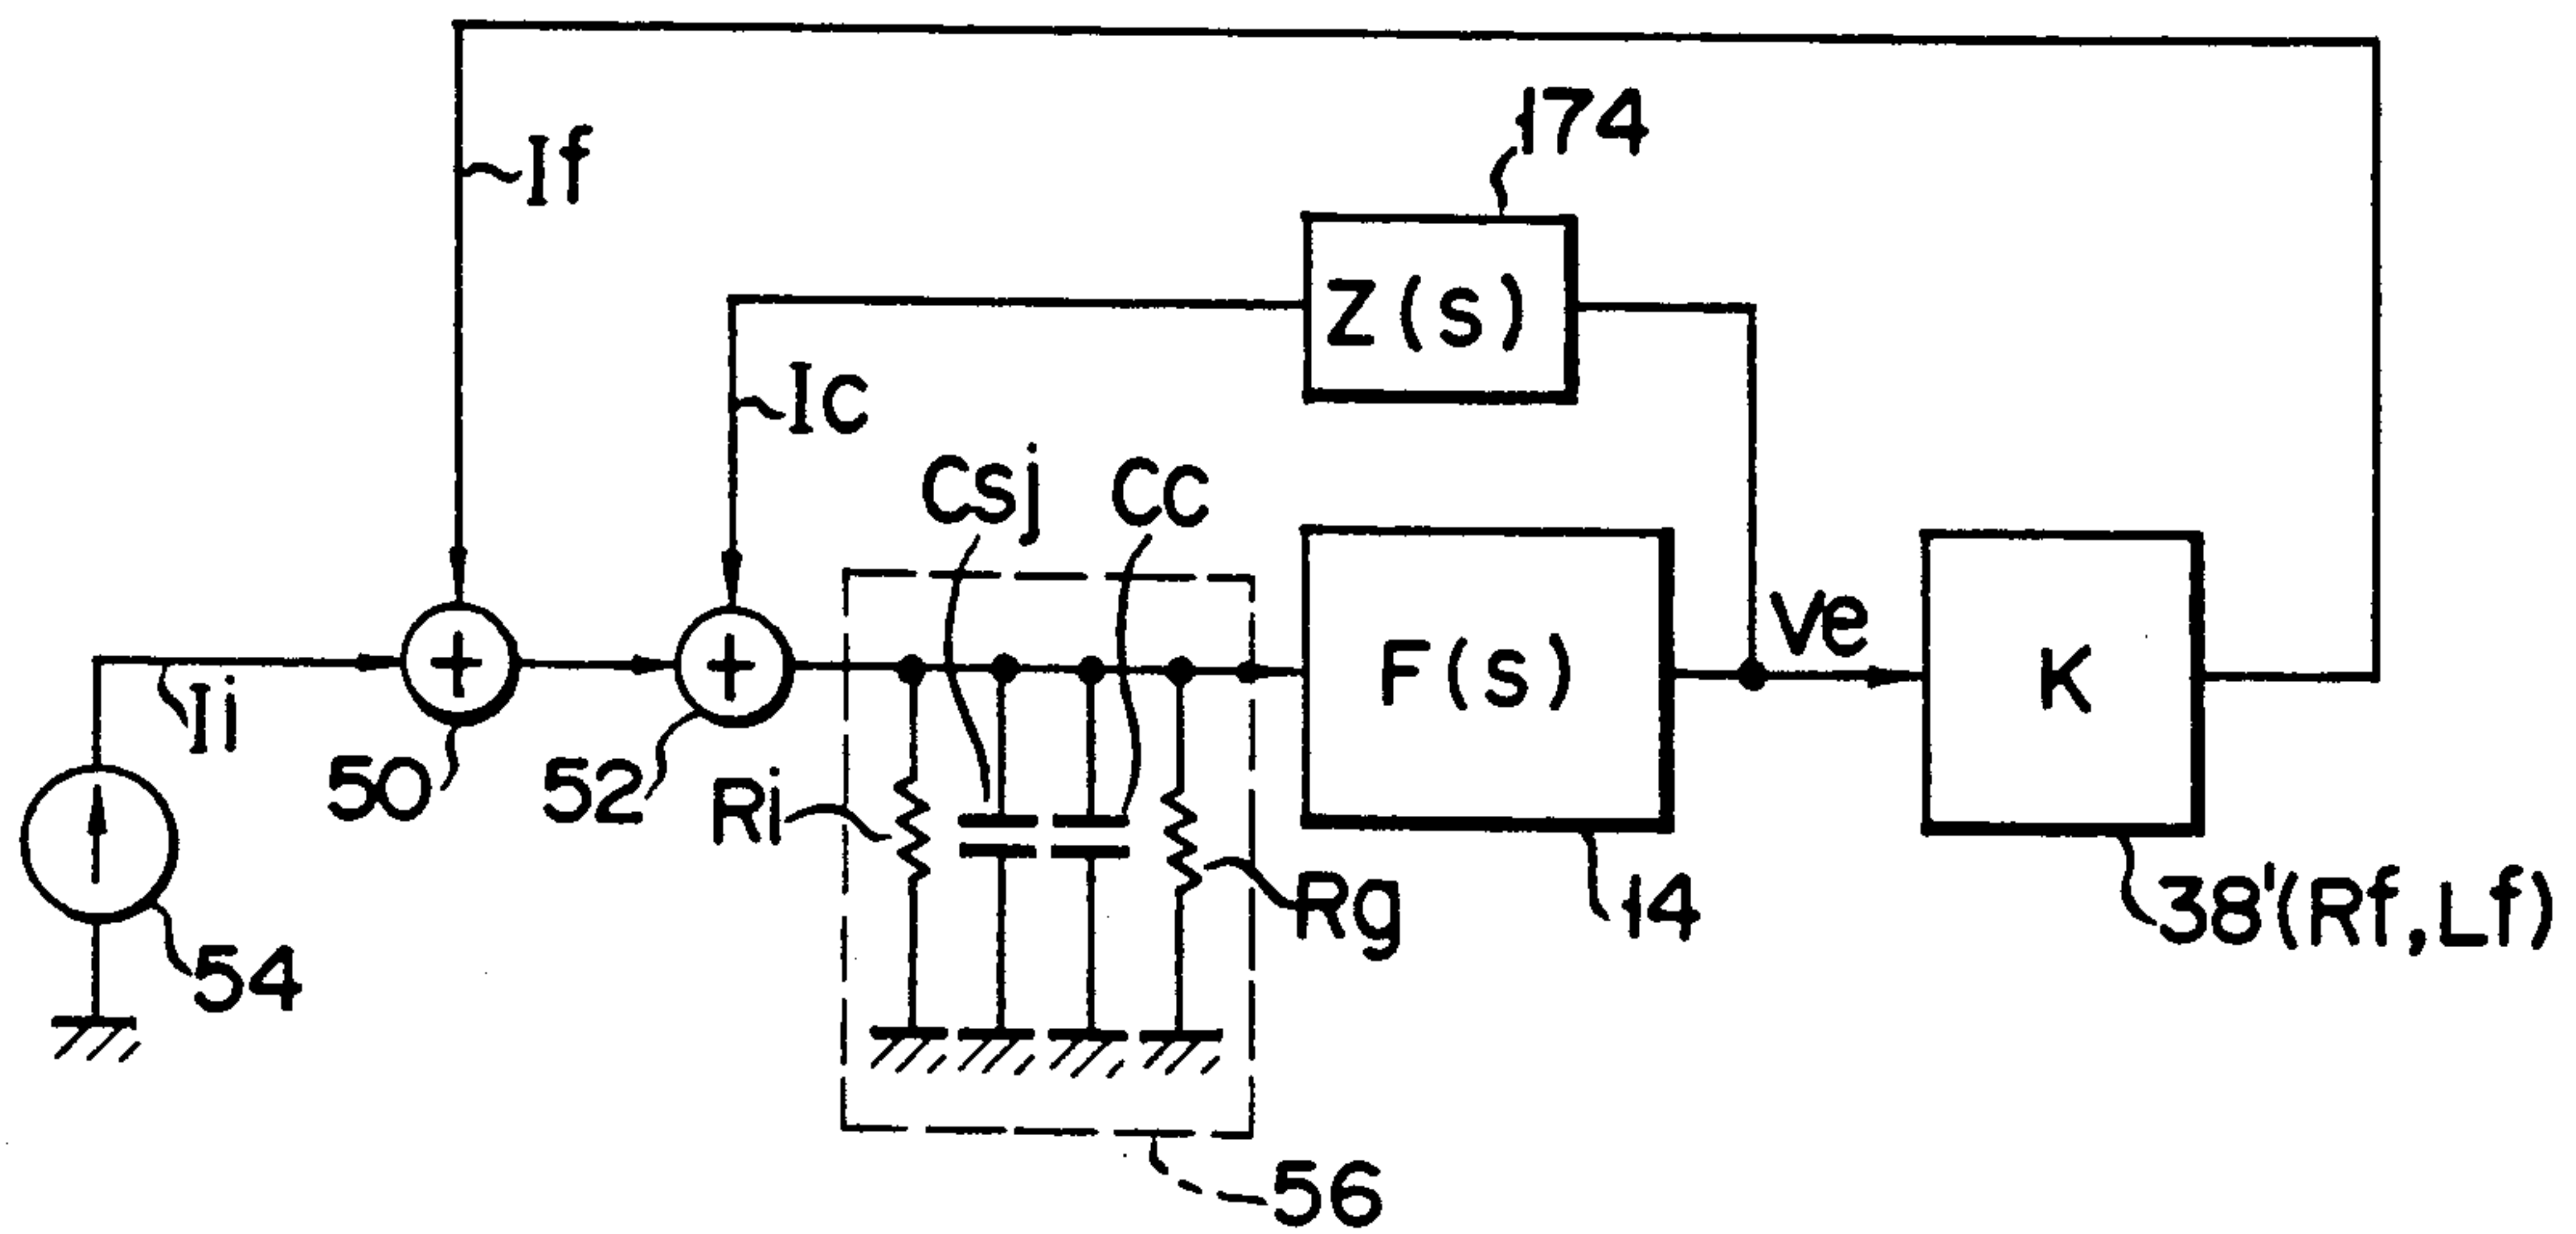 If
174
Z(s)
Ic
Csj
Cc
+
+
F(s)
Ve
K
Ii
50
52
Ri
Rg
14
38'(Rf,Lf)
54
56